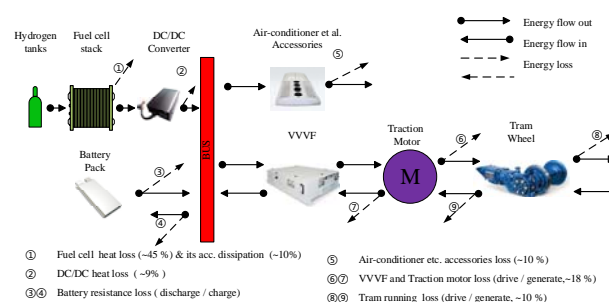 Hydrogen tanks
Fuel cell stack
DC/DC Converter
Air-conditioner et al. Accessories
Energy flow out
Energy flow in
Energy loss
①
②
⑤
BUS
Battery Pack
③
④
VVVF
Traction Motor
M
⑥
⑦
Tram Wheel
⑧
⑨
① Fuel cell heat loss (~45 %) & its acc. dissipation (~10%)
② DC/DC heat loss ( ~9% )
③④ Battery resistance loss ( discharge / charge)
⑤ Air-conditioner etc. accessories loss (~10 %)
⑥⑦ VVVF and Traction motor loss (drive / generate,~18 %)
⑧⑨ Tram running loss (drive / generate, ~10 %)